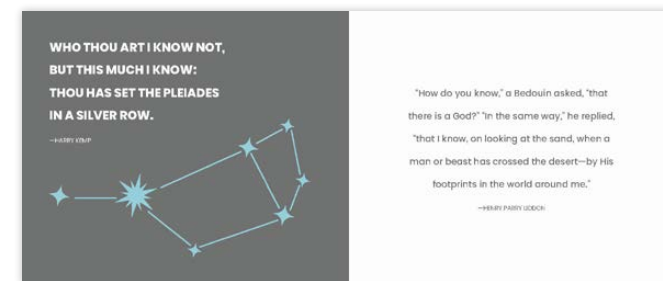 WHO THOU ART I KNOW NOT,
BUT THIS MUCH I KNOW:
THOU HAS SET THE PLEIADES
IN A SILVER ROW.
—HARRY KEMP
"How do you know," a Bedouin asked, "that
there is a God?" "In the same way," he replied,
"that I know, on looking at the sand, when a
man or beast has crossed the desert—by His
footprints in the world around me."
—HENRY PARRY LIDDON